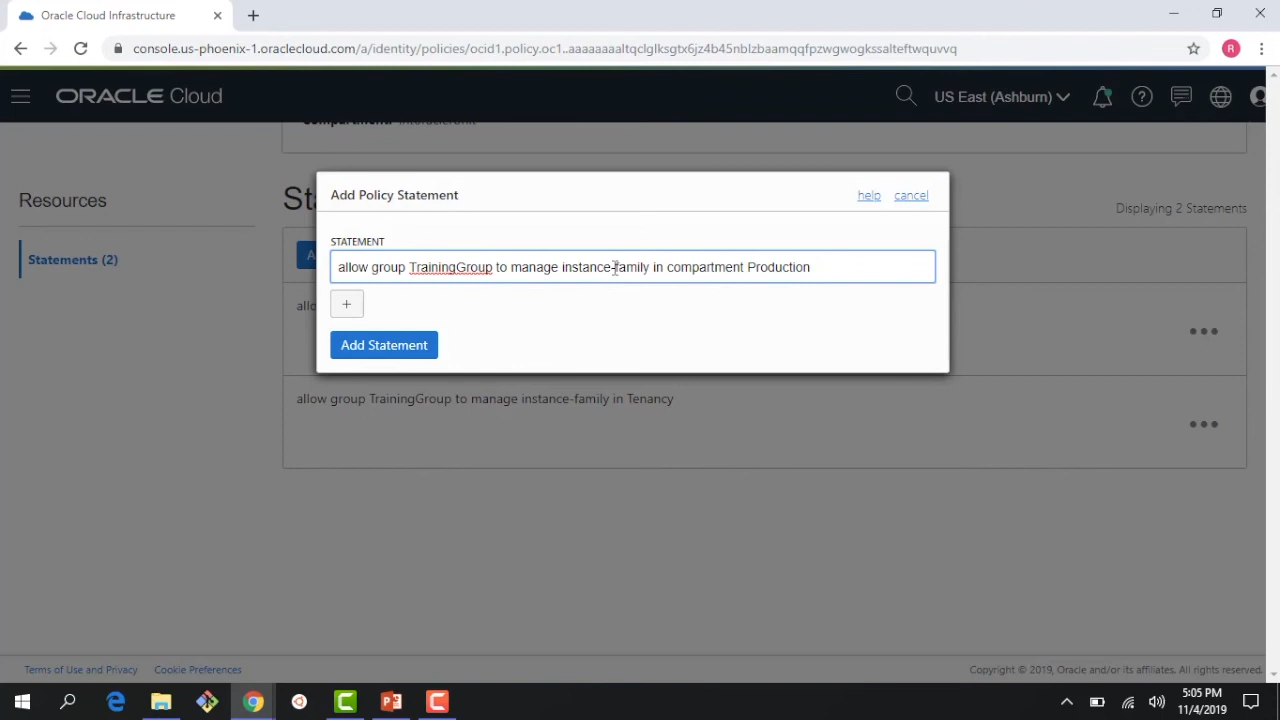 Oracle Cloud Infrastructure
console.us-phoenix-1.oraclecloud.com/a/identity/policies/ocid1.policy.oc1..aaaaaaaaltqclglksgtx6jz4b45nblzbaamqqfpzwgwogkssalteftwquvvq
R
ORACLE Cloud
US East (Ashburn)
Resources
Displaying 2 Statements
Statements (2)
Add Policy Statement
help
cancel
STATEMENT
allow group TrainingGroup to manage instance-family in compartment Production
+
Add Statement
allow group TrainingGroup to manage instance-family in Tenancy
Terms of Use and Privacy
Cookie Preferences
Copyright © 2019, Oracle and/or its affiliates. All rights reserved.
5:05 PM
11/4/2019